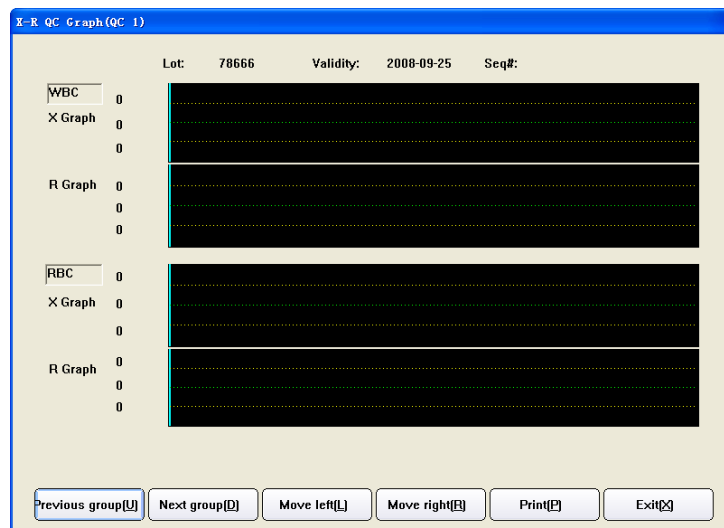 X-R QC Graph(QC 1)
Lot: 78666 Validity: 2008-09-25 Seq#:
WBC 0
X Graph 0
0
R Graph 0
0
0
RBC 0
X Graph 0
0
0
R Graph
0
0
Previous group(U) Next group(D) Move left(L) Move right(R) Print(P) Exit(X)